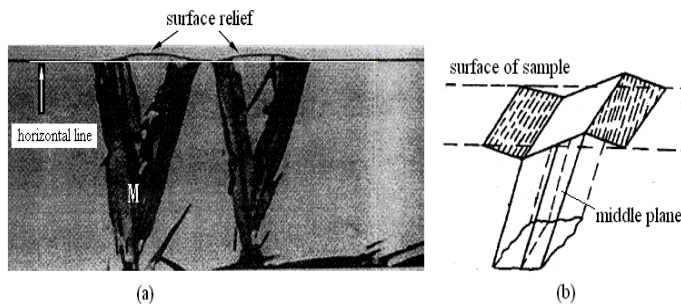 surface relief
horizontal line
M
(a)
surface of sample
middle plane
(b)